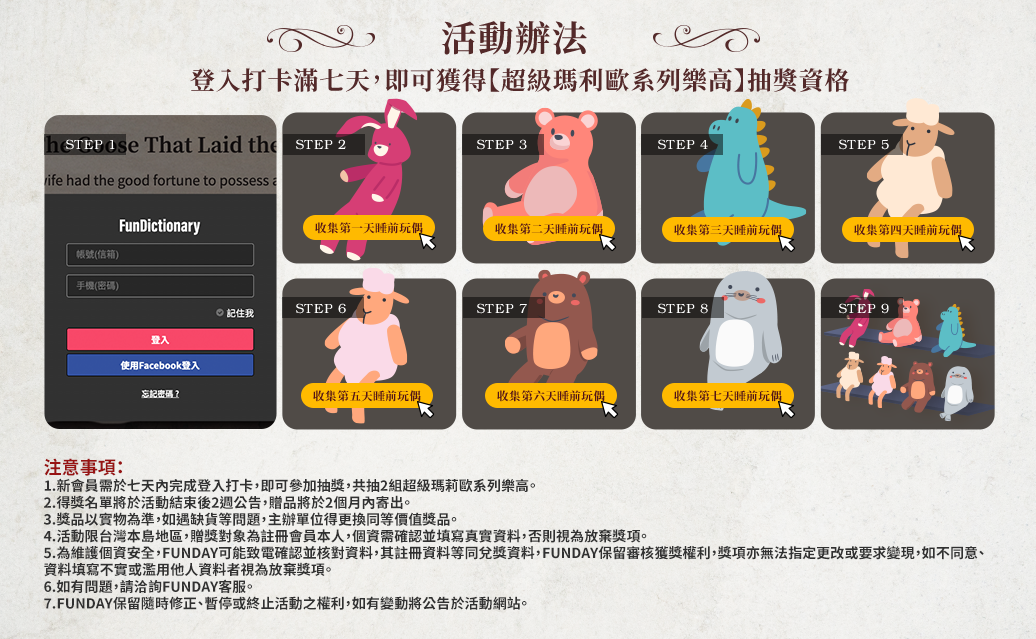 活動辦法
登入打卡滿七天，即可獲得【超級瑪利歐系列樂高】抽獎資格
STEP 1
he Goose That Laid the
wife had the good fortune to possess a
FunDictionary
帳號(信箱)
手機(密碼)
記住我
登入
使用Facebook登入
忘記密碼？
STEP 2
收集第一天睡前玩偶
STEP 3
收集第二天睡前玩偶
STEP 4
收集第三天睡前玩偶
STEP 5
收集第四天睡前玩偶
STEP 6
收集第五天睡前玩偶
STEP 7
收集第六天睡前玩偶
STEP 8
收集第七天睡前玩偶
STEP 9
注意事項：
1.新會員需於七天內完成登入打卡，即可參加抽獎，共抽2組超級瑪莉歐系列樂高。
2.得獎名單將於活動結束後2週公告，贈品將於2個月內寄出。
3.獎品以實物為準，如遇缺貨等問題，主辦單位得更換同等價值獎品。
4.活動限台灣本島地區，贈獎對象為註冊會員本人，個資需確認並填寫真實資料，否則視為放棄獎項。
5.為維護個資安全，FUNDAY可能致電確認並核對資料，其註冊資料等同兌獎資料，FUNDAY保留審核獲獎權利，獎項亦無法指定更改或要求變現，如不同意、
資料填寫不實或濫用他人資料者視為放棄獎項。
6.如有問題，請洽詢FUNDAY客服。
7.FUNDAY保留隨時修正、暫停或終止活動之權利，如有變動將公告於活動網站。